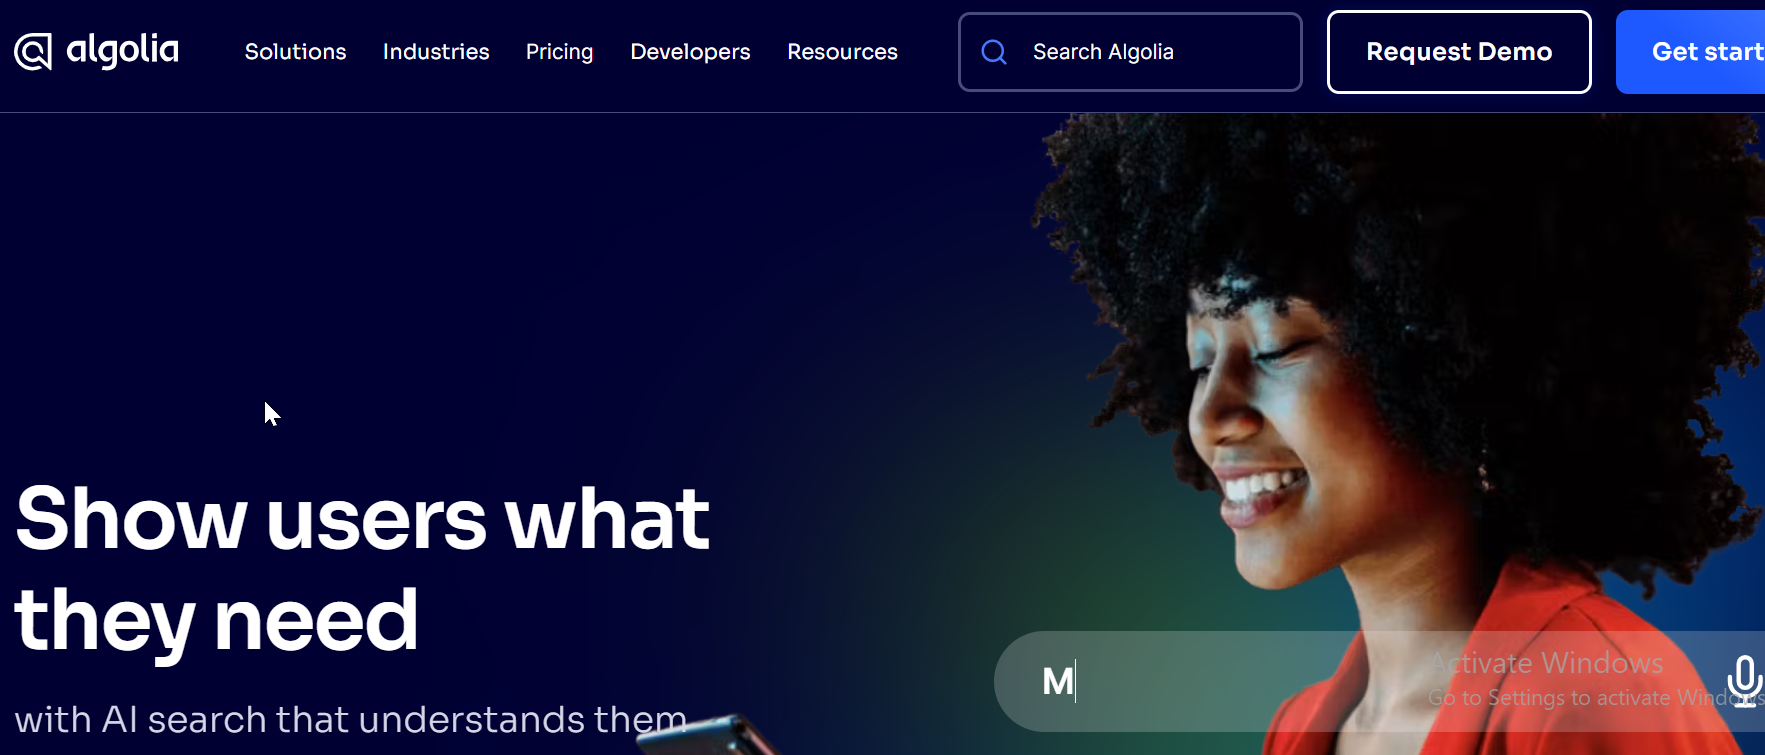 algolia Solutions Industries Pricing Developers Resources Search Algolia Request Demo Get start
Show users what
they need
with AI search that understands them
M
Activate Windows
Go to Settings to activate Windows